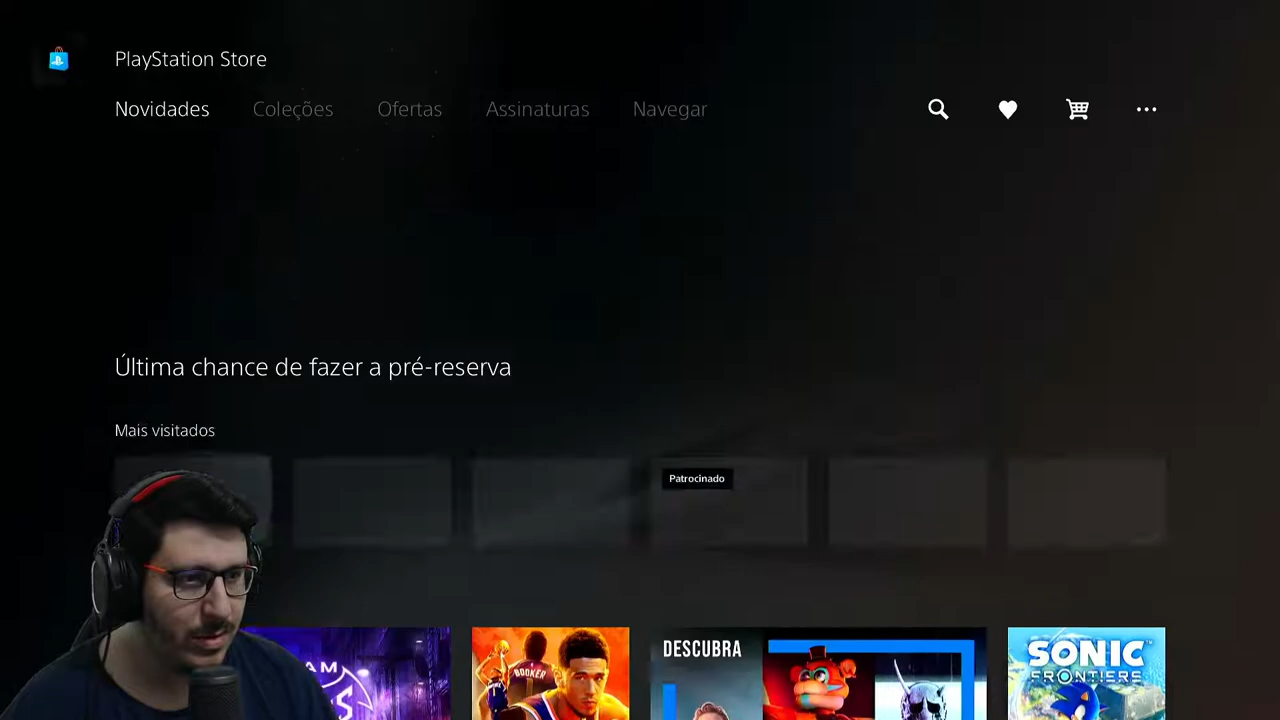 PlayStation Store
Novidades Coleções Ofertas Assinaturas Navegar
Última chance de fazer a pré-reserva
Mais visitados
Patrocinado
AM
BOOKER
DESCUBRA
SONIC
FRONTIERS